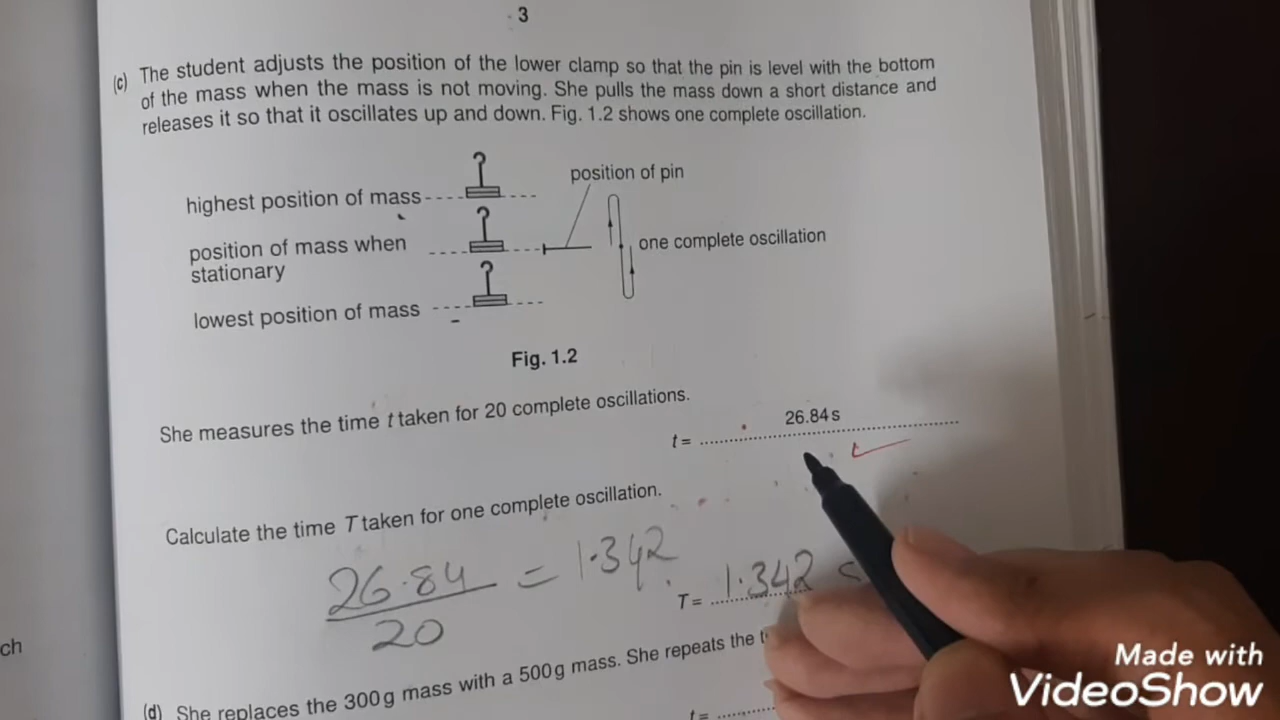 3
(c) The student adjusts the position of the lower clamp so that the pin is level with the bottom
of the mass when the mass is not moving. She pulls the mass down a short distance and
releases it so that it oscillates up and down. Fig. 1.2 shows one complete oscillation.
position of pin
highest position of mass
position of mass when
stationary
one complete oscillation
lowest position of mass
Fig. 1.2
She measures the time t taken for 20 complete oscillations.
t = 26.84 s
Calculate the time T taken for one complete oscillation.
26.84 / 20 = 1.342
T = 1.342 s
ch
(d) She replaces the 300 g mass with a 500 g mass. She repeats the
t =
Made with
VideoShow